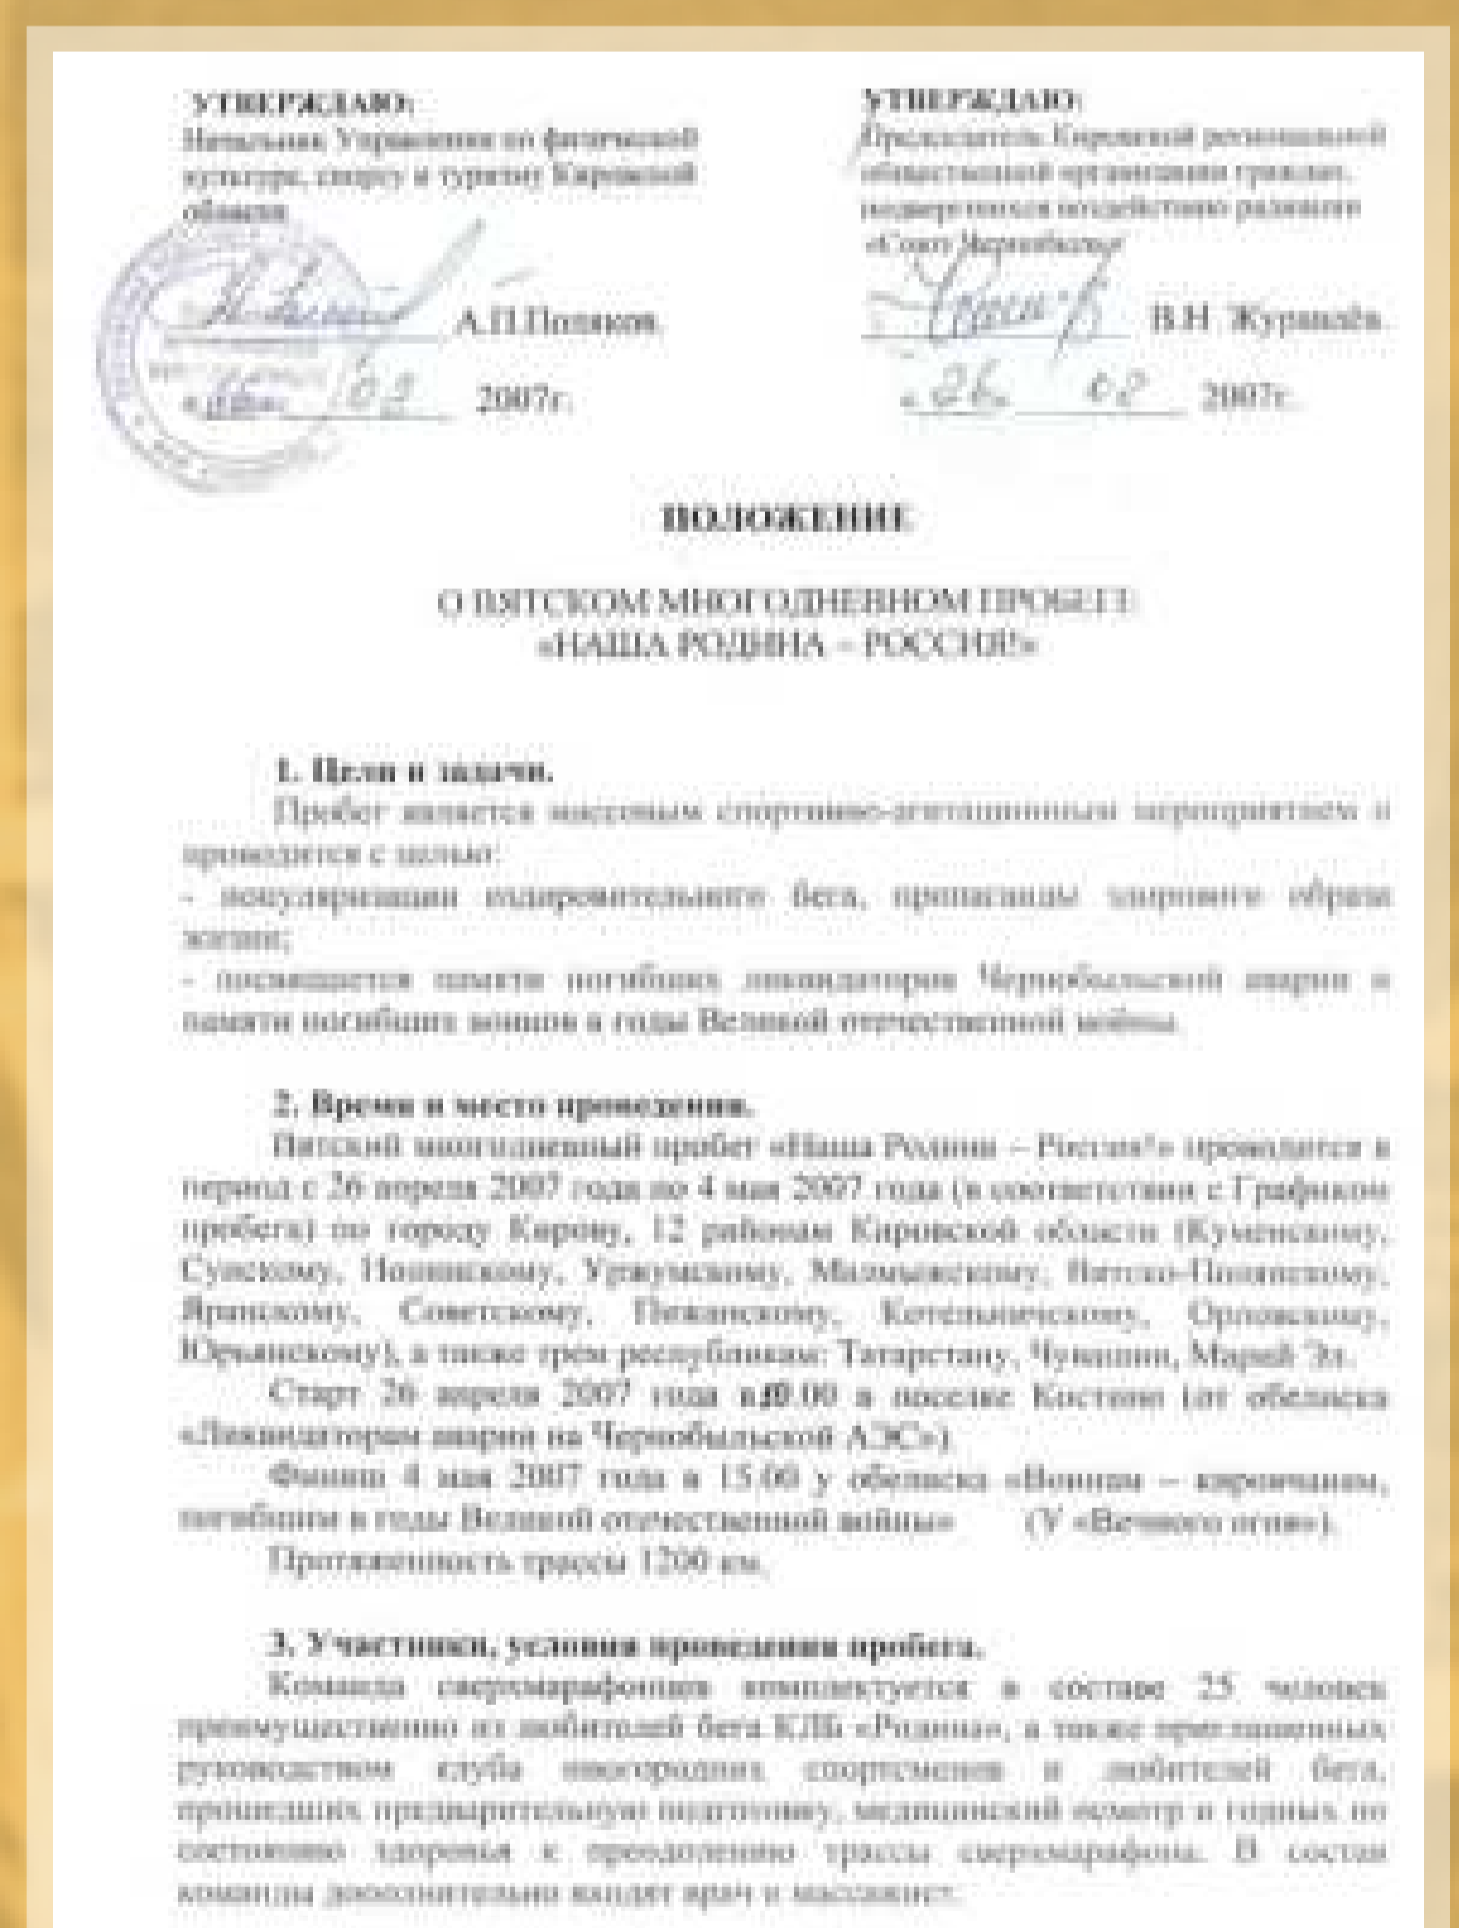 УТВЕРЖДАЮ:
Начальник Управления по физической
культуре, спорту и туризму Кировской
области
А.П.Поляков.
2007г.
УТВЕРЖДАЮ:
Председатель Кировской региональной
общественной организации граждан,
подвергшихся воздействию радиации
«Союз Чернобыль»
В.Н. Журавлёв.
«26» 02 2007г.
ПОЛОЖЕНИЕ
О ВЯТСКОМ МНОГОДНЕВНОМ ПРОБЕГЕ
«НАША РОДИНА – РОССИЯ!»
1. Цели и задачи.
Пробег является массовым спортивно-агитационным мероприятием и
проводится с целью:
- популяризации оздоровительного бега, пропаганды здорового образа
жизни;
- посвящается памяти погибших ликвидаторов Чернобыльской аварии и
памяти погибших воинов в годы Великой отечественной войны.
2. Время и место проведения.
Вятский многодневный пробег «Наша Родина – Россия!» проводится в
период с 26 апреля 2007 года по 4 мая 2007 года (в соответствии с Графиком
пробега) по городу Кирову, 12 районам Кировской области (Куменскому,
Сунскому, Нолинскому, Уржумскому, Малмыжскому, Вятско-Полянскому,
Яранскому, Советскому, Пижанскому, Котельничскому, Орловскому,
Юрьянскому), а также трём республикам: Татарстану, Чувашии, Марий Эл.
Старт 26 апреля 2007 года в 10.00 в поселке Костино (от обелиска
«Ликвидаторам аварии на Чернобыльской АЭС»).
Финиш 4 мая 2007 года в 15.00 у обелиска «Воинам – кировчанам,
погибшим в годы Великой отечественной войны» (У «Вечного огня»).
Протяженность трассы 1200 км.
3. Участники, условия проведения пробега.
Команда сверхмарафонцев комплектуется в составе 25 человек
преимущественно из любителей бега КЛБ «Родина», а также приглашенных
руководством клуба иногородних спортсменов и любителей бега,
прошедших предварительную подготовку, медицинский осмотр и годных по
состоянию здоровья к преодолению трассы сверхмарафона. В состав
команды дополнительно входят врач и массажист.